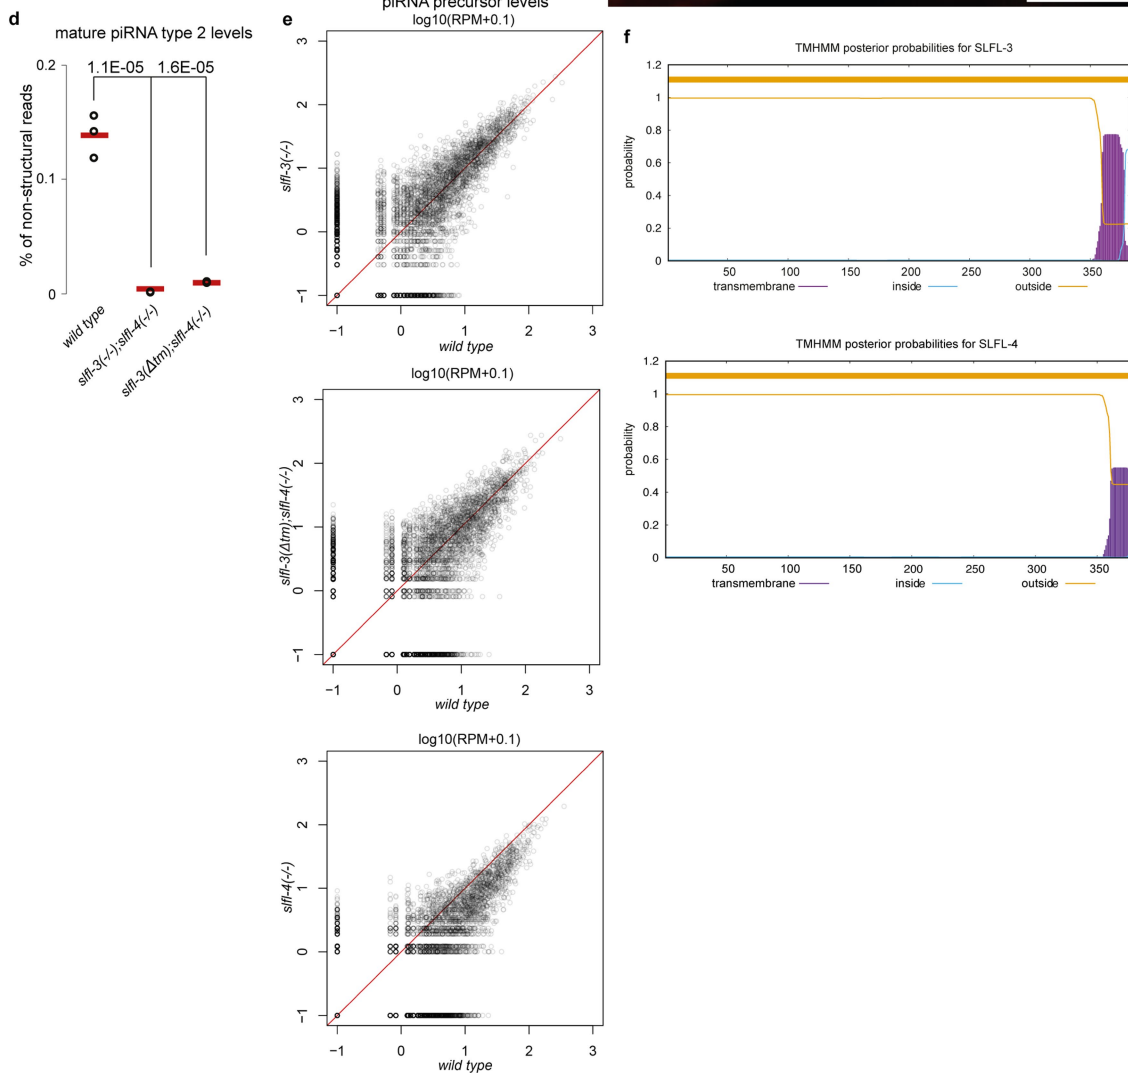 d
mature piRNA type 2 levels
0.2
0.1
0
% of non-structural reads
1.1E-05
1.6E-05
wild type
slfl-3(-/-);slfl-4(-/-)
slfl-3(Δtm);slfl-4(-/-)
e
piRNA precursor levels
log10(RPM+0.1)
3
2
1
0
−1
slfl-3(-/-)
−1 0 1 2 3
wild type
log10(RPM+0.1)
3
2
1
0
−1
slfl-3(Δtm);slfl-4(-/-)
−1 0 1 2 3
wild type
log10(RPM+0.1)
3
2
1
0
−1
slfl-4(-/-)
−1 0 1 2 3
wild type
f
TMHMM posterior probabilities for SLFL-3
1.2
1
0.8
0.6
0.4
0.2
0
probability
50 100 150 200 250 300 350
transmembrane inside outside
TMHMM posterior probabilities for SLFL-4
1.2
1
0.8
0.6
0.4
0.2
0
probability
50 100 150 200 250 300 350
transmembrane inside outside